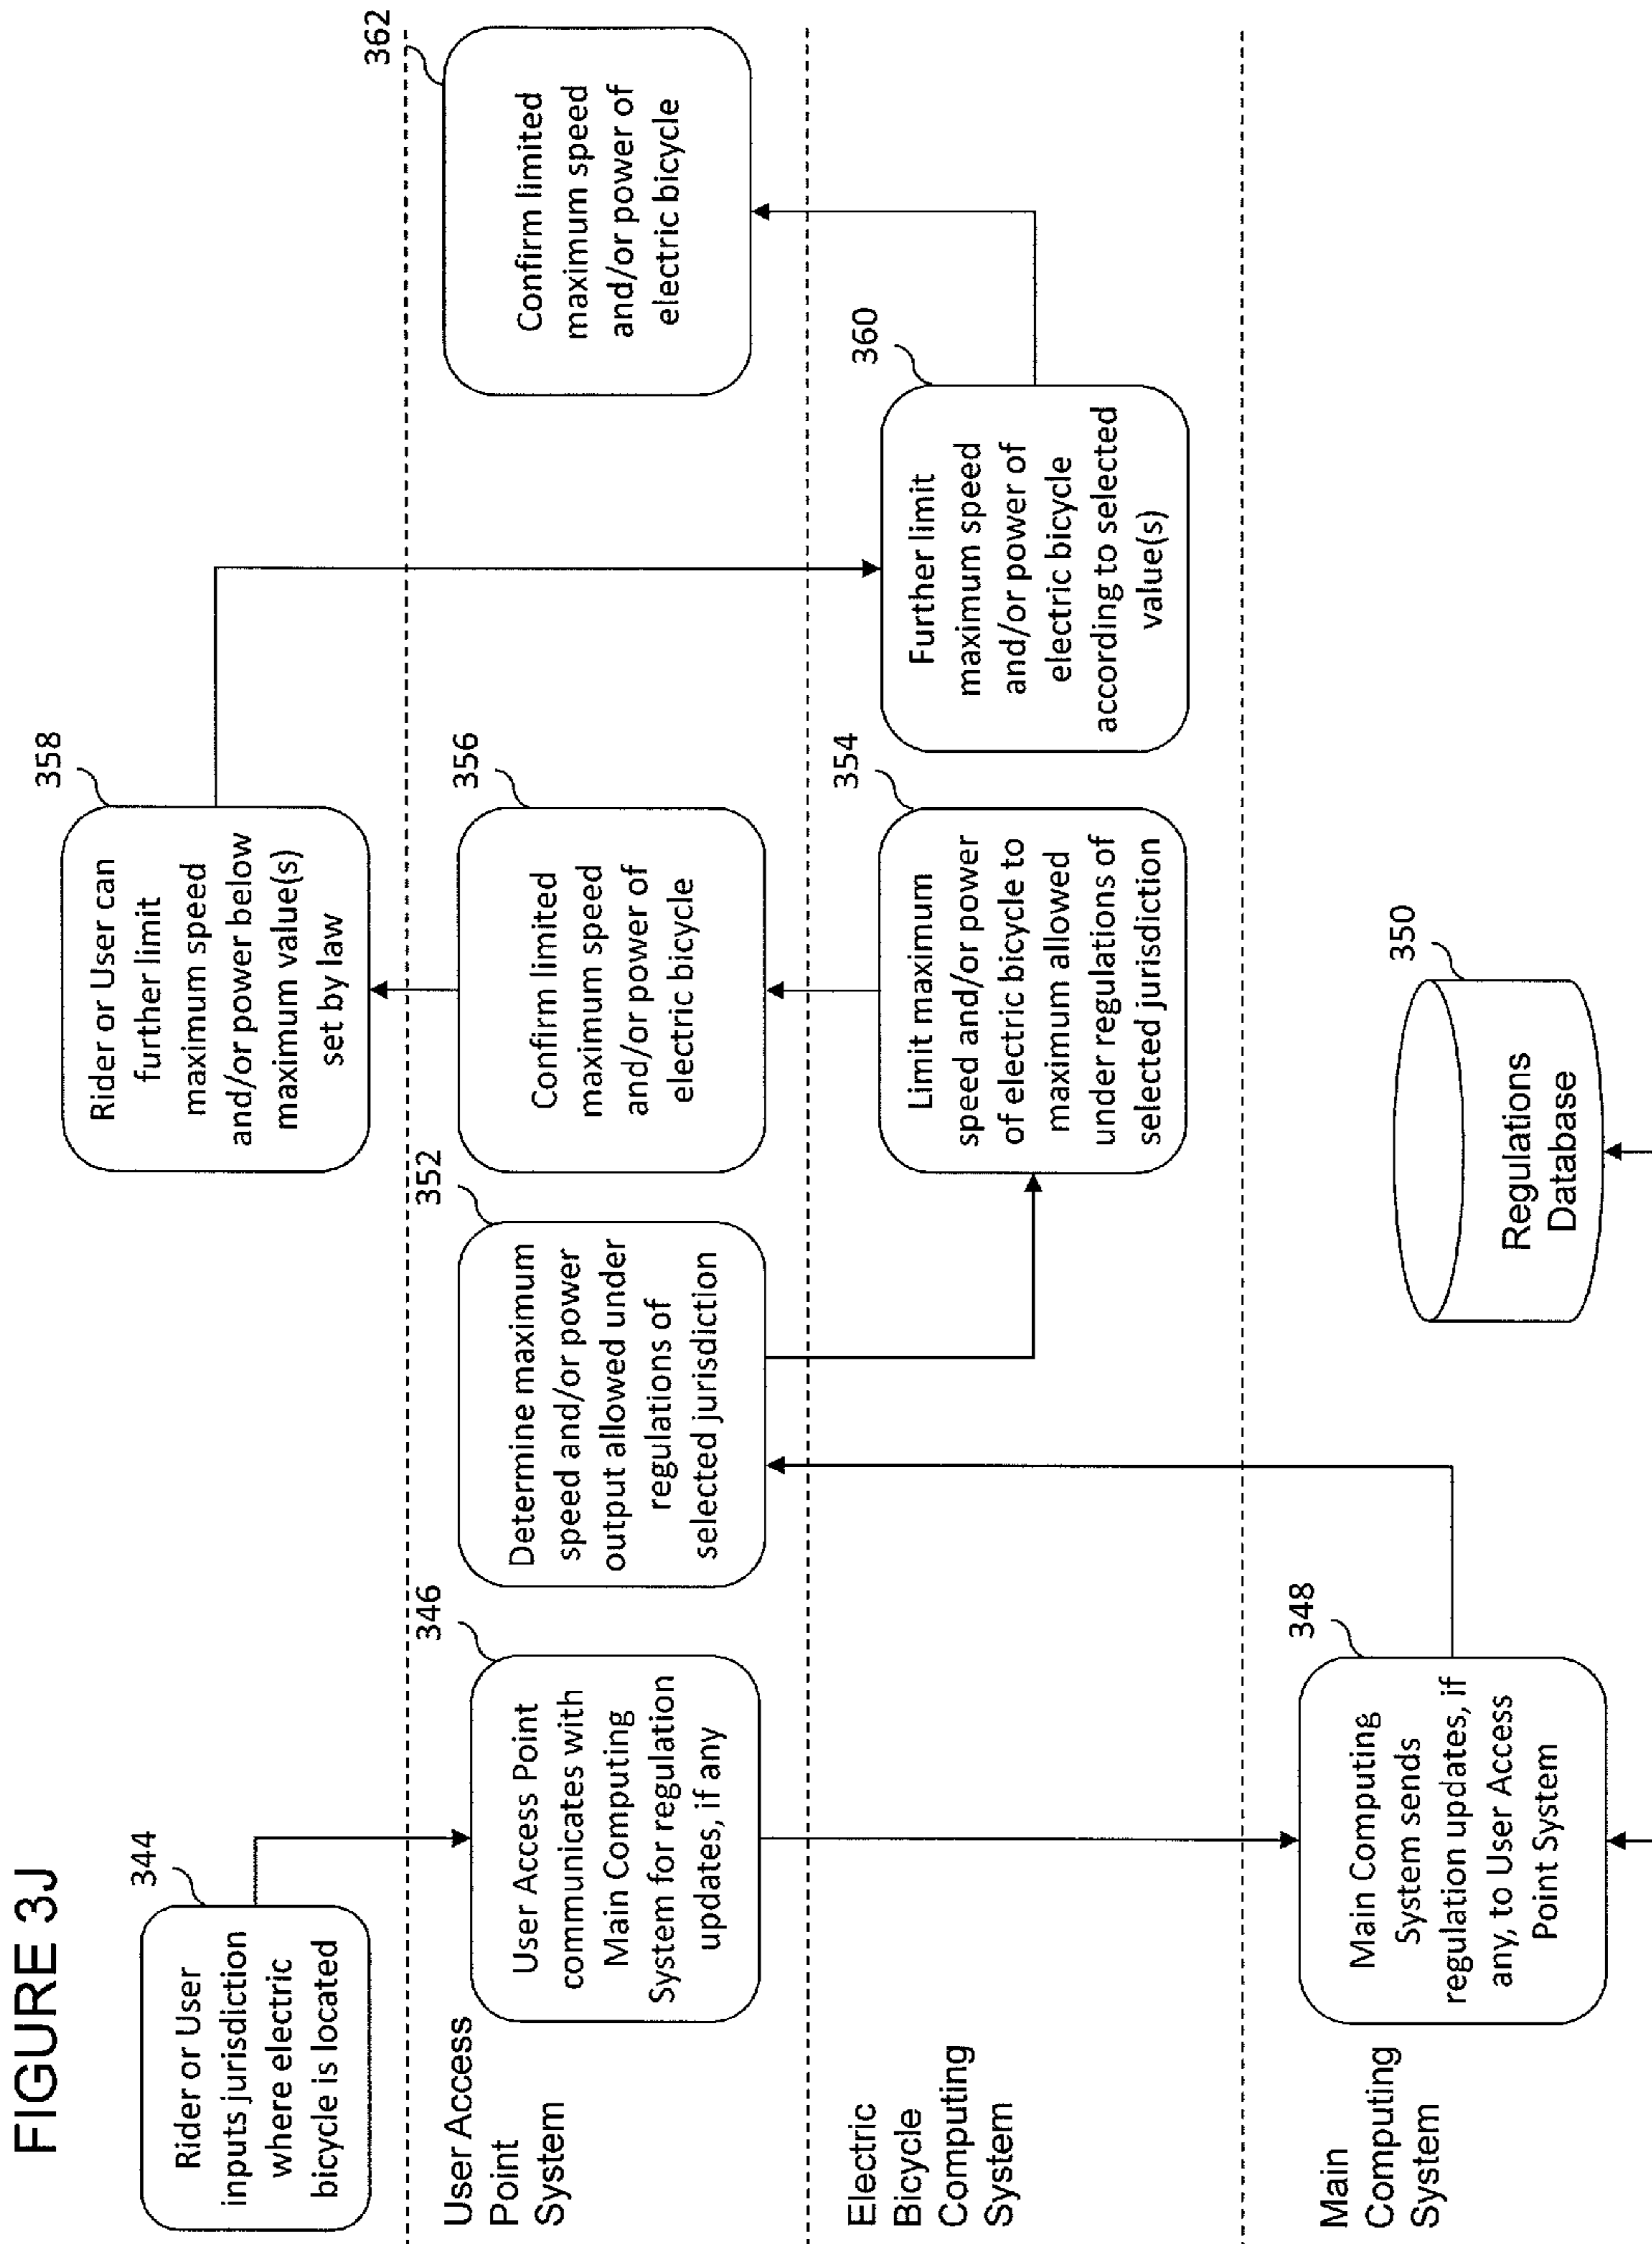 FIGURE 3J
344
Rider or User
inputs jurisdiction
where electric
bicycle is located
358
Rider or User can
further limit
maximum speed
and/or power below
maximum value(s)
set by law
User Access
Point
System
346
User Access Point
communicates with
Main Computing
System for regulation
updates, if any
352
Determine maximum
speed and/or power
output allowed under
regulations of
selected jurisdiction
356
Confirm limited
maximum speed
and/or power of
electric bicycle
362
Confirm limited
maximum speed
and/or power of
electric bicycle
Electric
Bicycle
Computing
System
354
Limit maximum
speed and/or power
of electric bicycle to
maximum allowed
under regulations of
selected jurisdiction
360
Further limit
maximum speed
and/or power of
electric bicycle
according to selected
value(s)
Main
Computing
System
348
Main Computing
System sends
regulation updates, if
any, to User Access
Point System
350
Regulations
Database